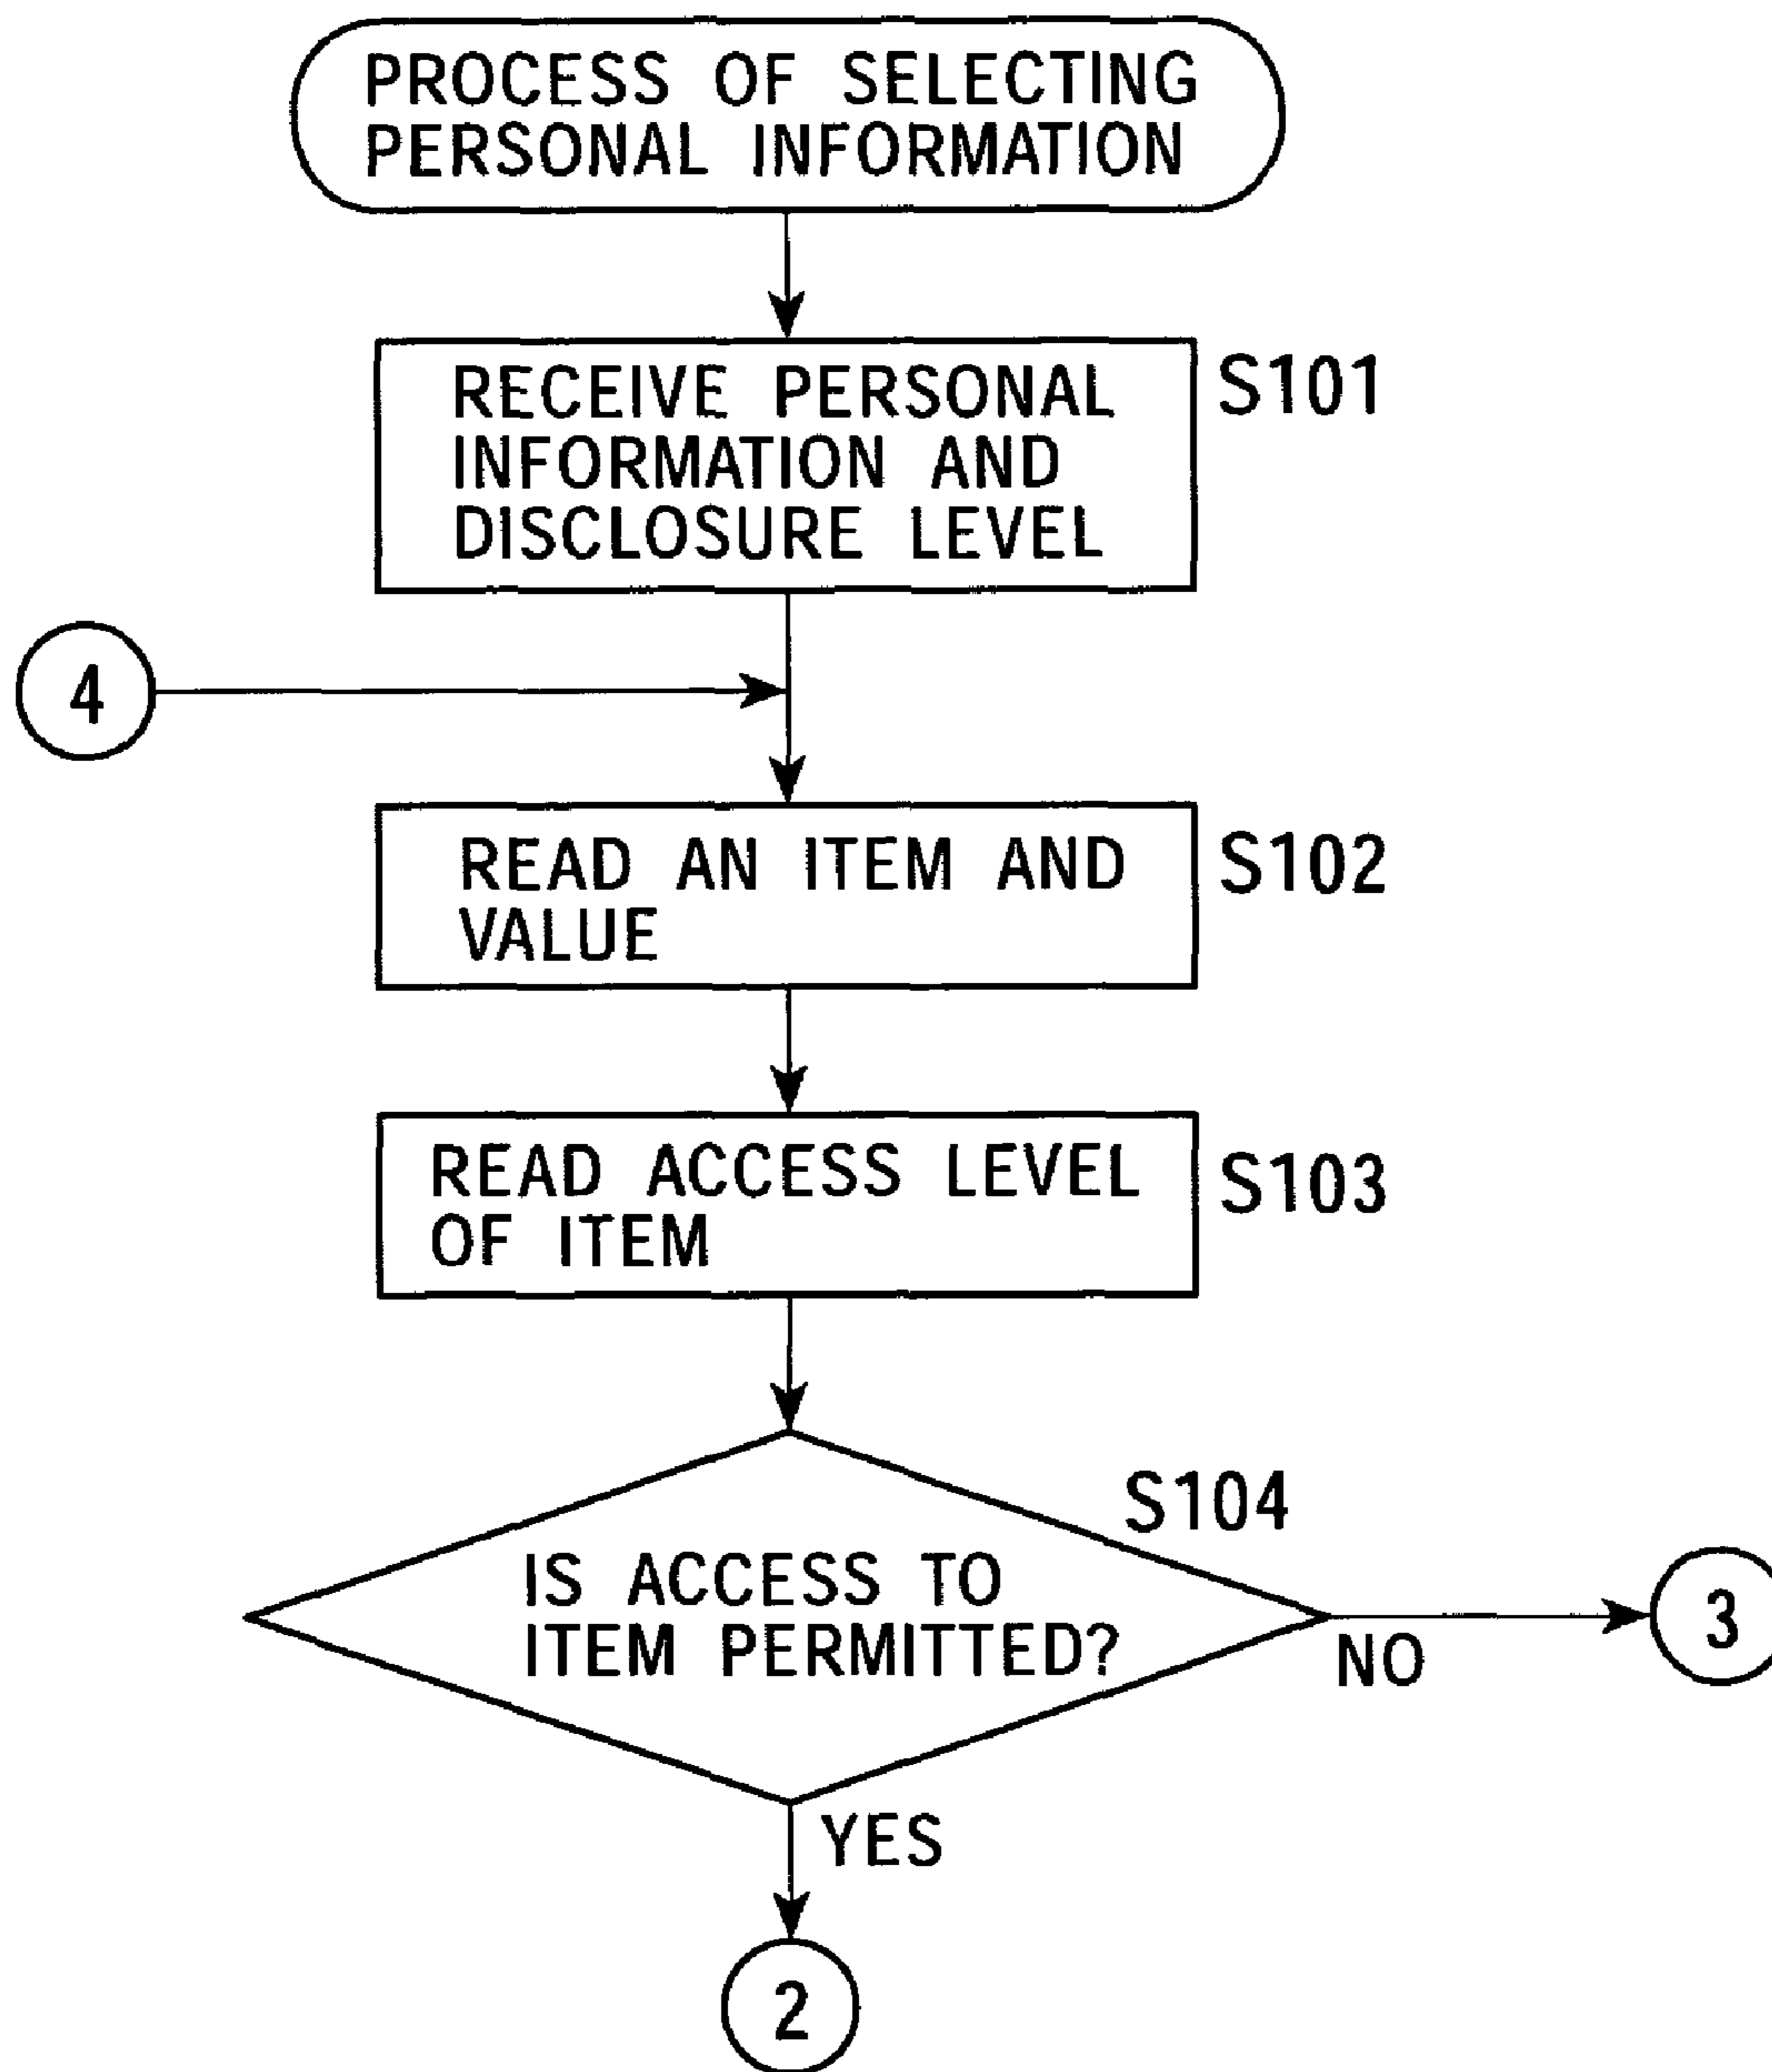 PROCESS OF SELECTING
PERSONAL INFORMATION
RECEIVE PERSONAL
INFORMATION AND
DISCLOSURE LEVEL
S101
4
READ AN ITEM AND
VALUE
S102
READ ACCESS LEVEL
OF ITEM
S103
S104
IS ACCESS TO
ITEM PERMITTED?
NO
3
YES
2